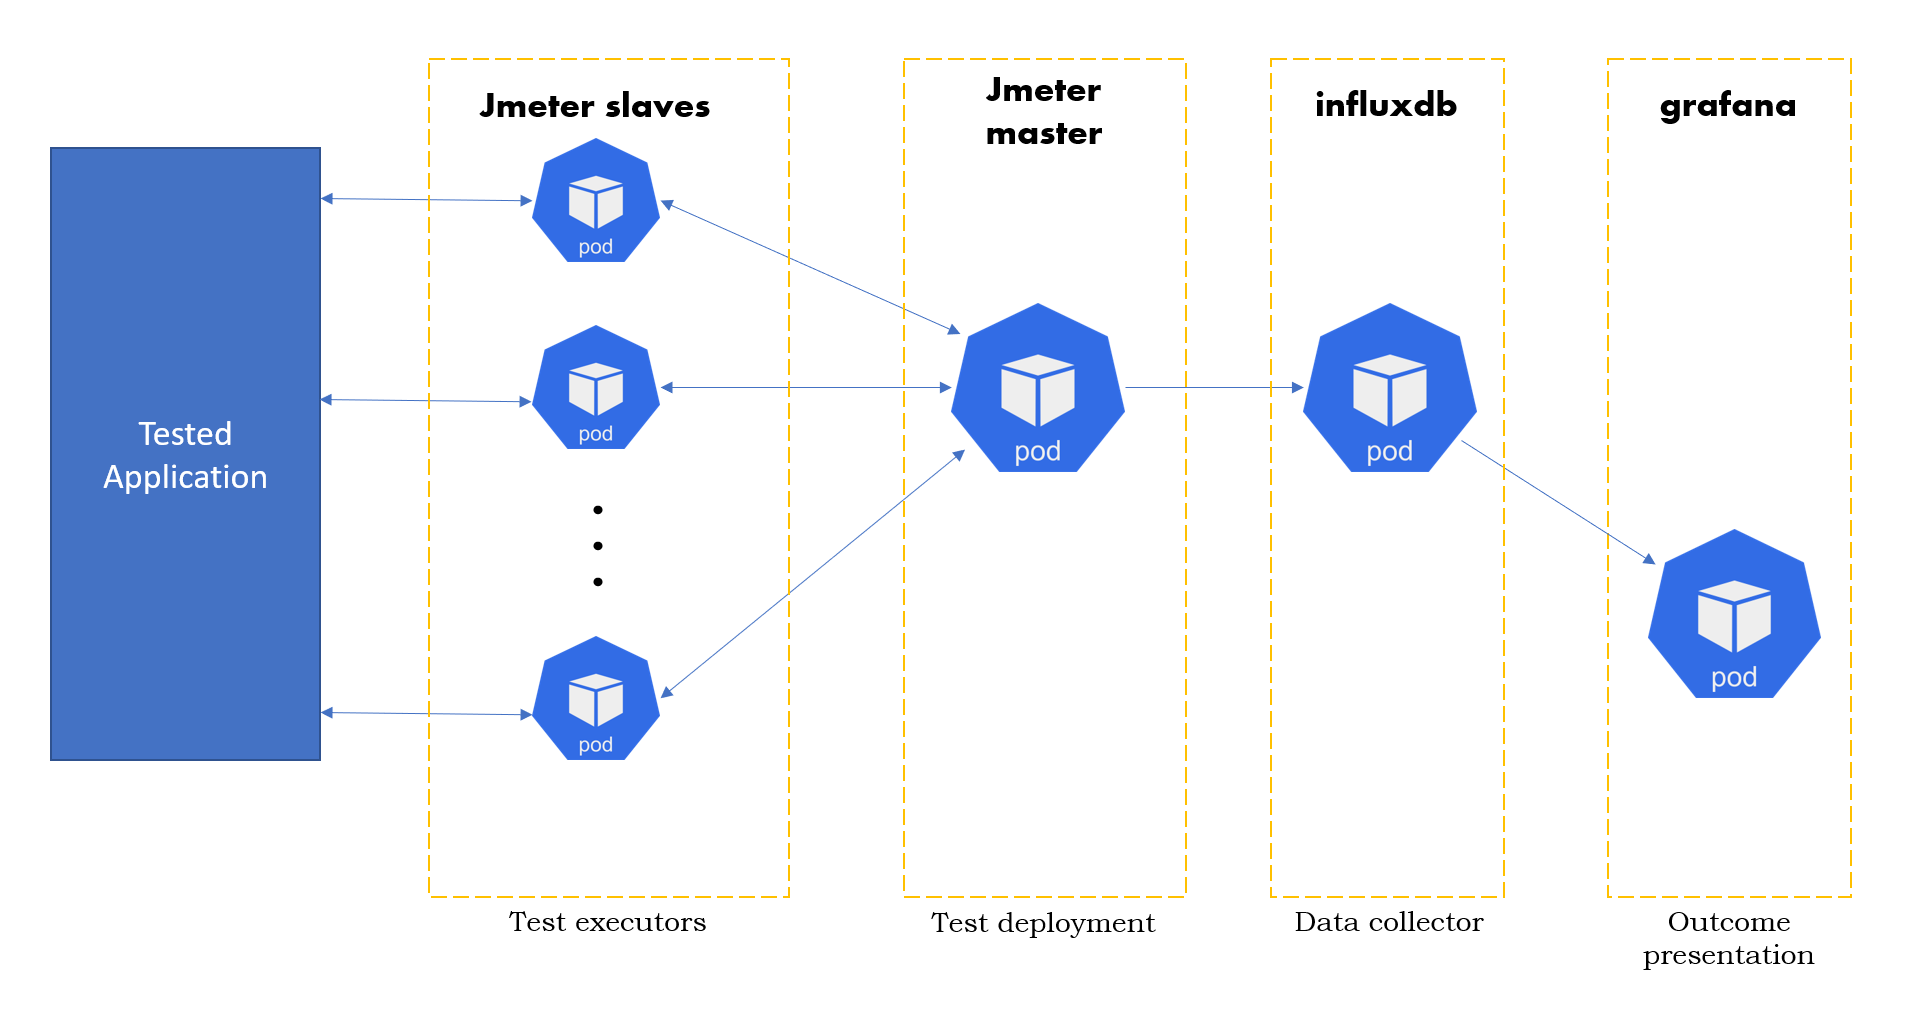 Jmeter slaves
Jmeter
master
influxdb
grafana
Tested
Application
pod
pod
pod
pod
pod
pod
Test executors
Test deployment
Data collector
Outcome
presentation